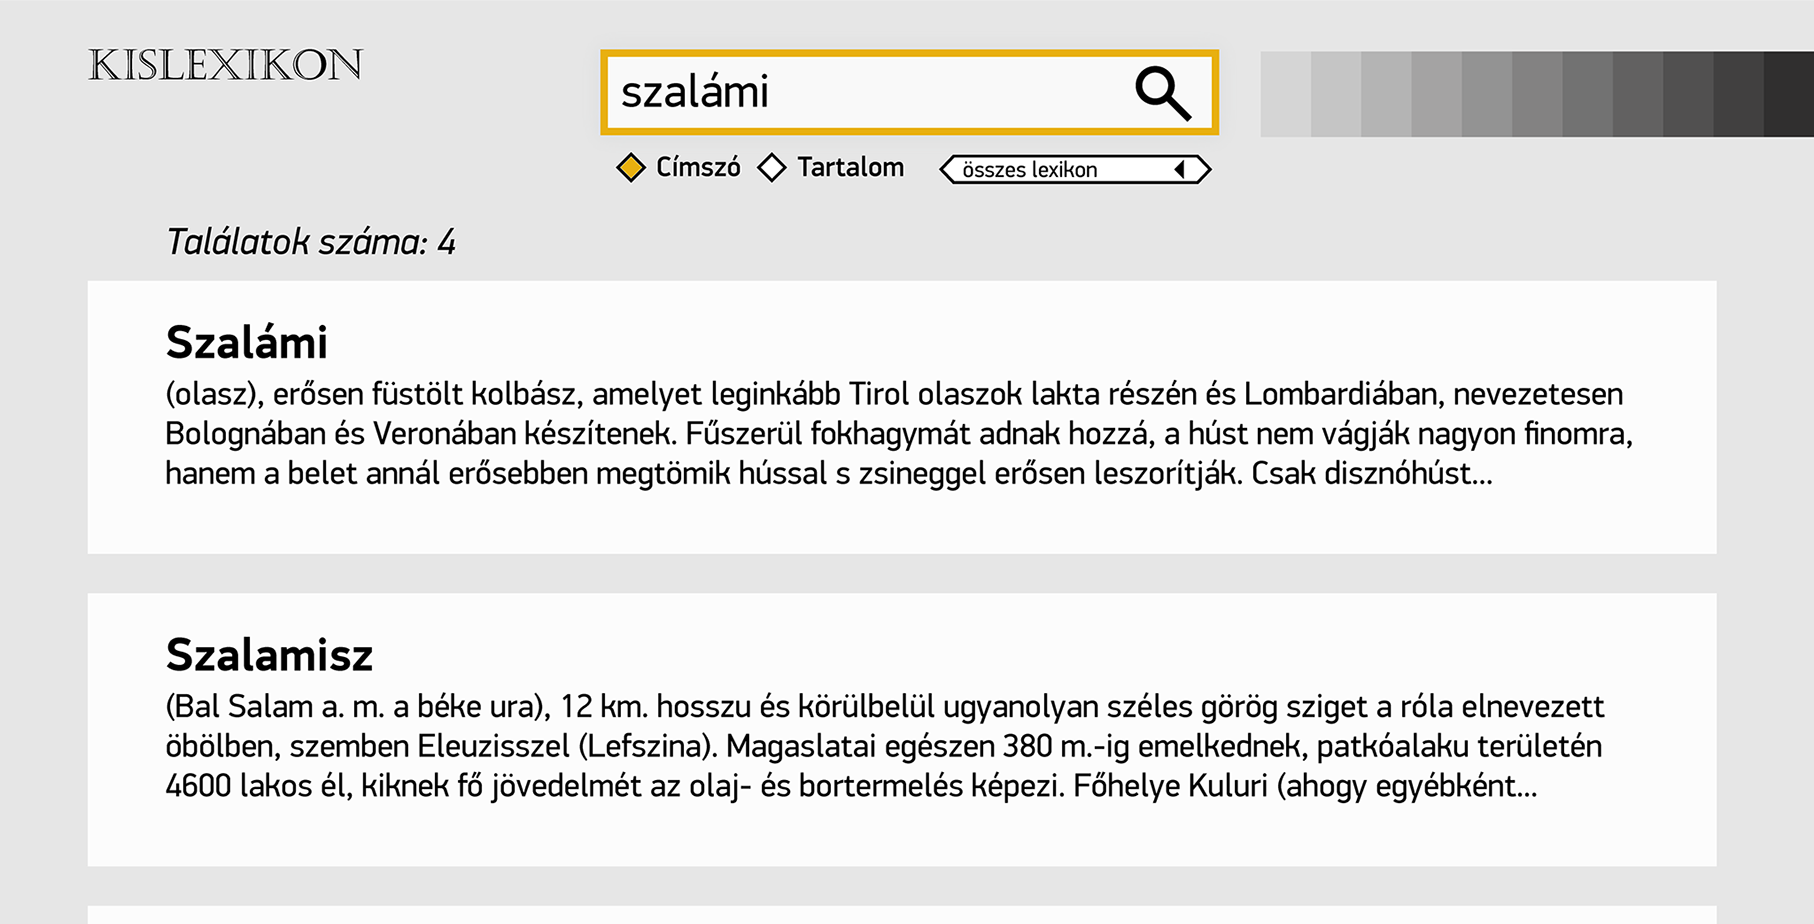 KISLEXIKON
szalámi
Címszó Tartalom összes lexikon
Találatok száma: 4
Szalámi
(olasz), erősen füstölt kolbász, amelyet leginkább Tirol olaszok lakta részén és Lombardiában, nevezetesen
Bolognában és Veronában készítenek. Fűszerül fokhagymát adnak hozzá, a húst nem vágják nagyon finomra,
hanem a belet annál erősebben megtömik hússal s zsineggel erősen leszorítják. Csak disznóhúst...
Szalamisz
(Bal Salam a. m. a béke ura), 12 km. hosszu és körülbelül ugyanolyan széles görög sziget a róla elnevezett
öbölben, szemben Eleuzisszel (Lefszina). Magaslatai egészen 380 m.-ig emelkednek, patkóalaku területén
4600 lakos él, kiknek fő jövedelmét az olaj- és bortermelés képezi. Főhelye Kuluri (ahogy egyébként...